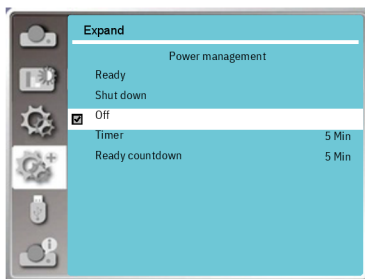 Expand
Power management
Ready
Shut down
Off
Timer 5 Min
Ready countdown 5 Min